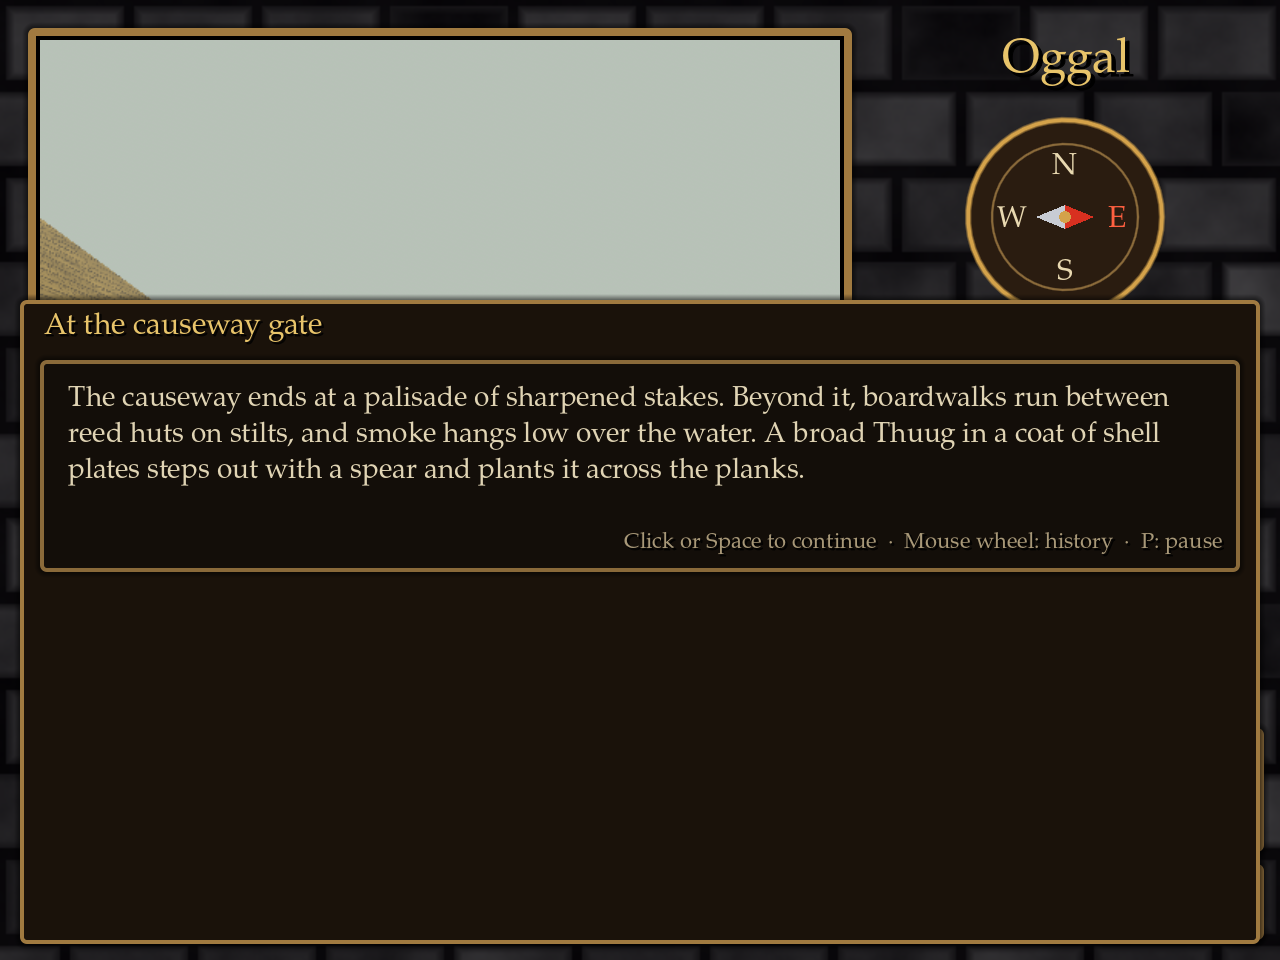 Oggal
N
W E
S
At the causeway gate
The causeway ends at a palisade of sharpened stakes. Beyond it, boardwalks run between
reed huts on stilts, and smoke hangs low over the water. A broad Thuug in a coat of shell
plates steps out with a spear and plants it across the planks.
Click or Space to continue · Mouse wheel: history · P: pause